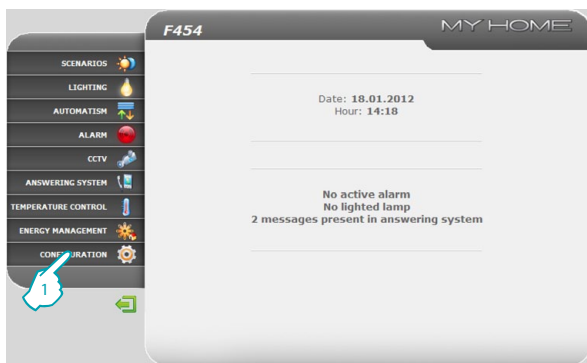 F454
MY HOME
SCENARIOS
LIGHTING
AUTOMATISM
ALARM
CCTV
ANSWERING SYSTEM
TEMPERATURE CONTROL
ENERGY MANAGEMENT
CONFIGURATION
1
Date: 18.01.2012
Hour: 14:18
No active alarm
No lighted lamp
2 messages present in answering system